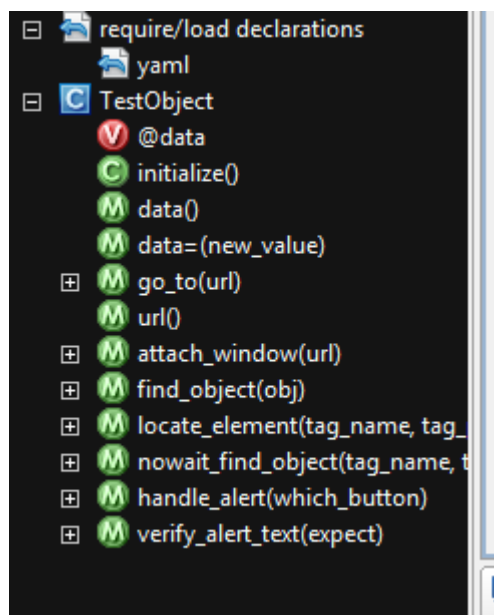 require/load declarations
yaml
C TestObject
V @data
C initialize()
M data()
M data=(new_value)
M go_to(url)
M url()
M attach_window(url)
M find_object(obj)
M locate_element(tag_name, tag_
M nowait_find_object(tag_name, t
M handle_alert(which_button)
M verify_alert_text(expect)